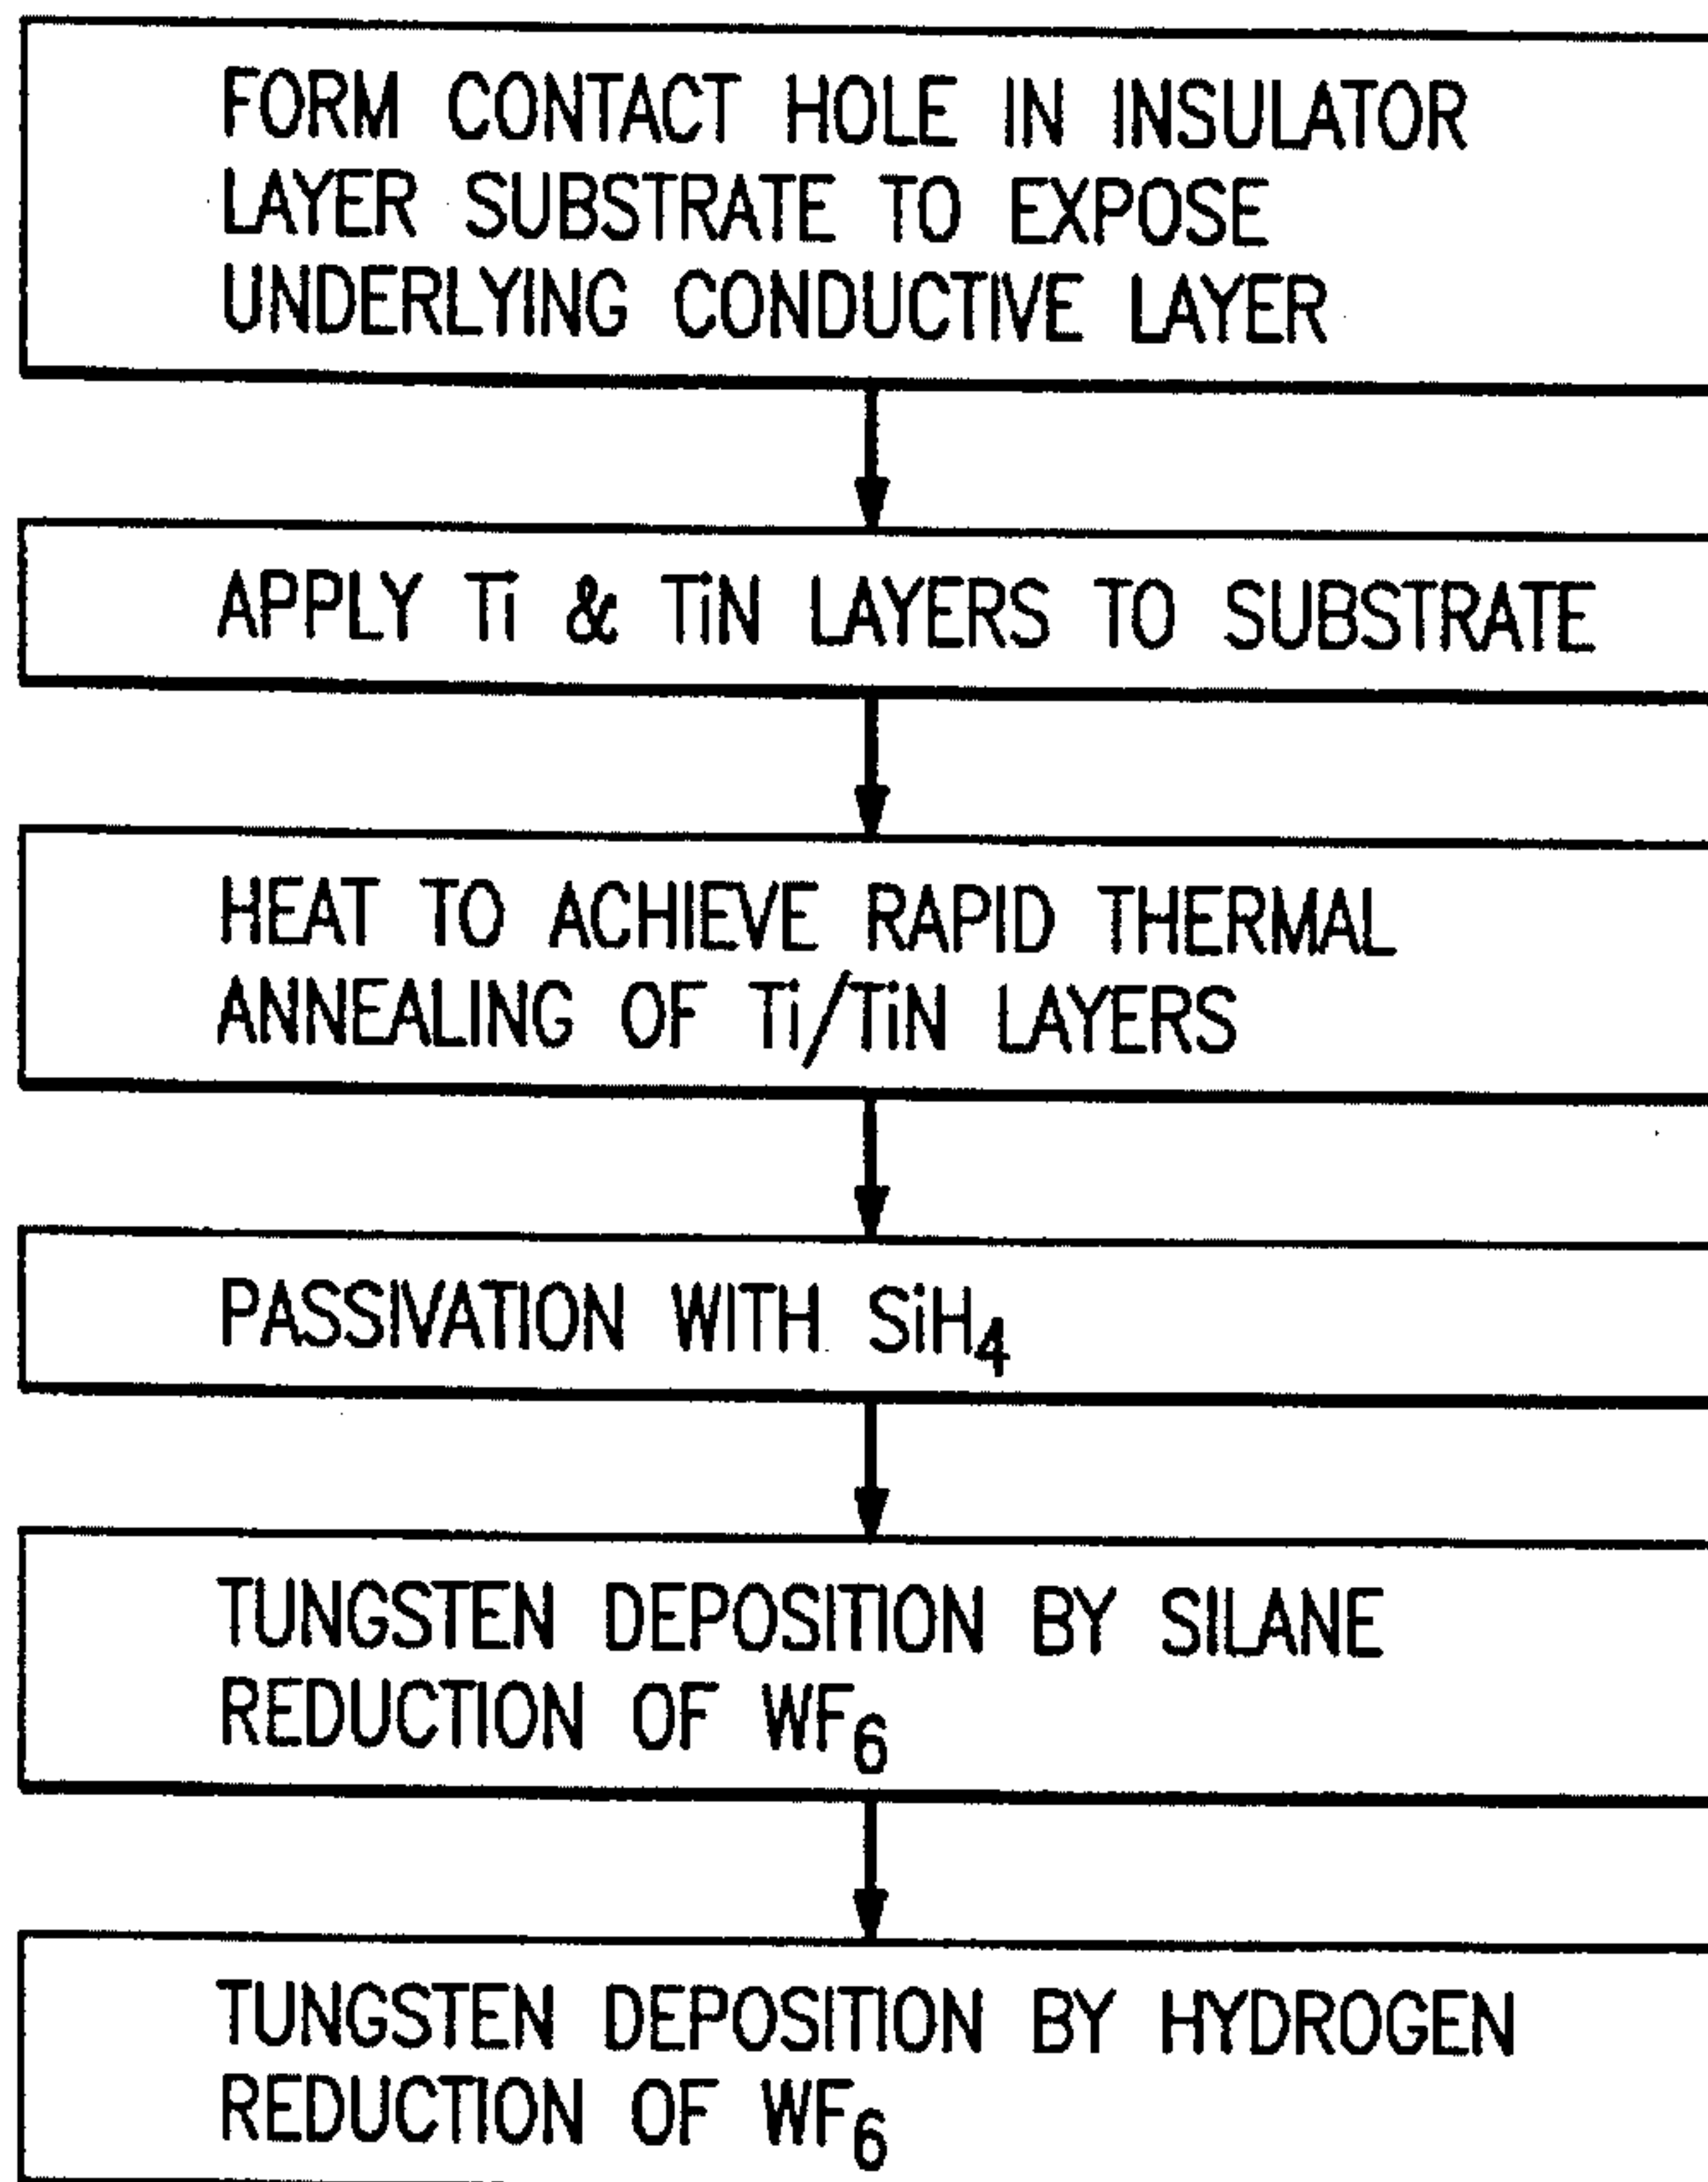 FORM CONTACT HOLE IN INSULATOR
LAYER SUBSTRATE TO EXPOSE
UNDERLYING CONDUCTIVE LAYER
APPLY Ti & TiN LAYERS TO SUBSTRATE
HEAT TO ACHIEVE RAPID THERMAL
ANNEALING OF Ti/TiN LAYERS
PASSIVATION WITH SiH₄
TUNGSTEN DEPOSITION BY SILANE
REDUCTION OF WF₆
TUNGSTEN DEPOSITION BY HYDROGEN
REDUCTION OF WF₆